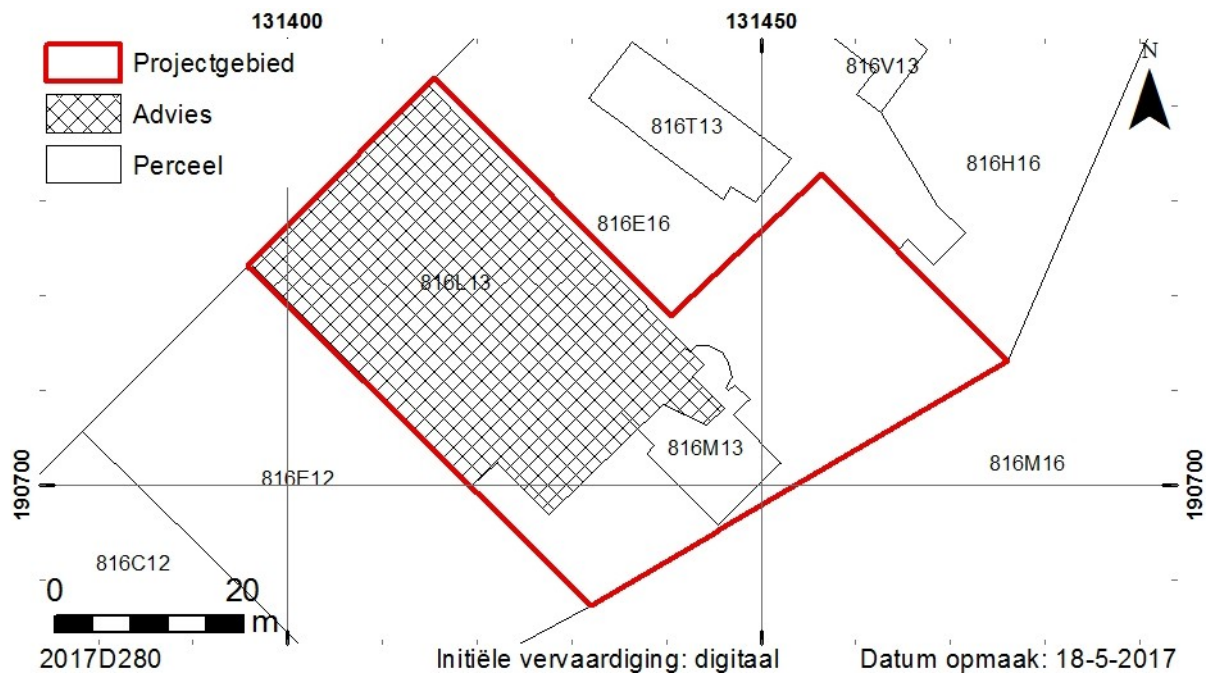 131400
131450
Projectgebied
Advies
Perceel
N
816V13
816T13
816H16
816E16
816L13
816M13
816M16
816F12
816C12
190700
190700
0 20
m
2017D280
Initiële vervaardiging: digitaal
Datum opmaak: 18-5-2017